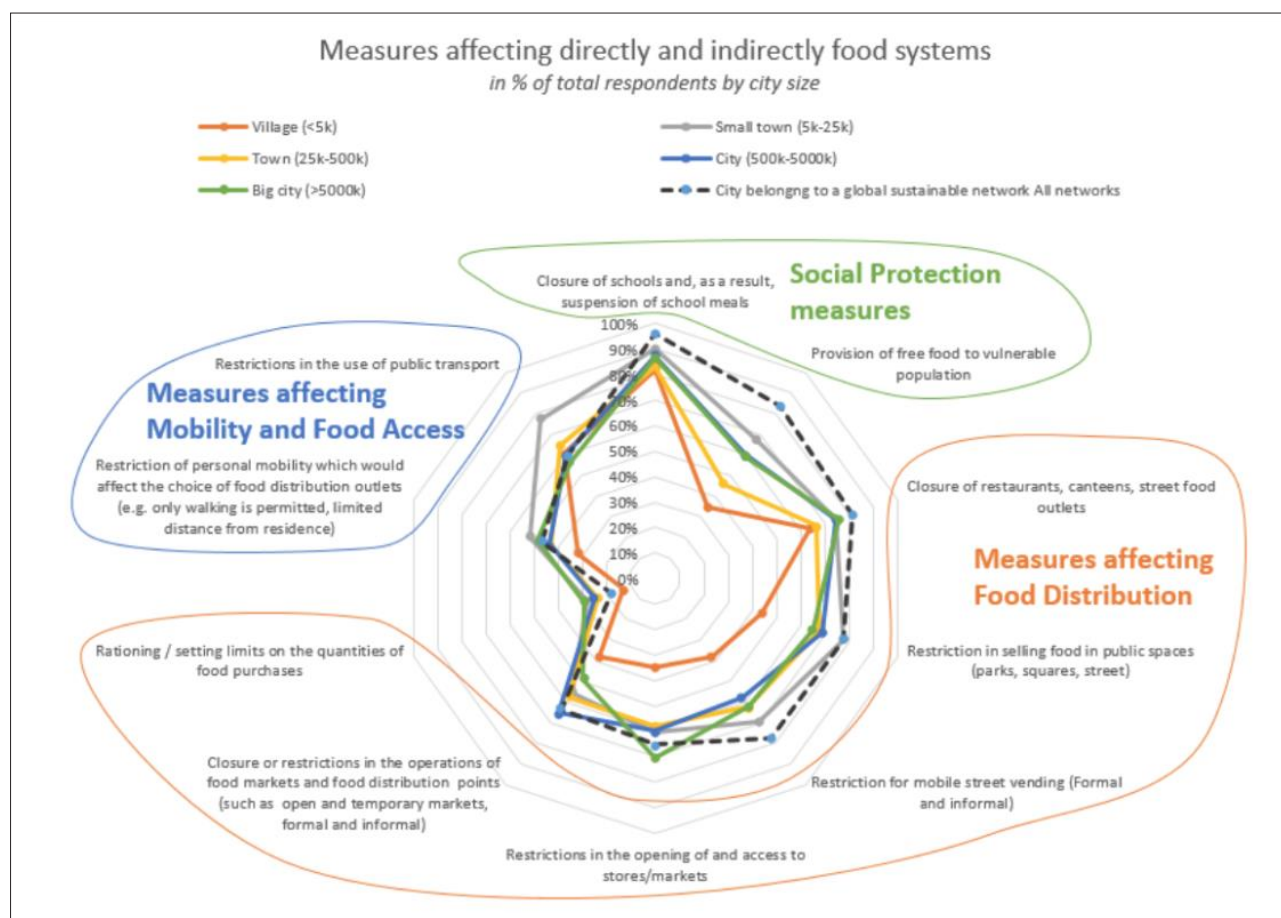 Measures affecting directly and indirectly food systems
in % of total respondents by city size
Village (<5k)
Small town (5k-25k)
Town (25k-500k)
City (500k-5000k)
Big city (>5000k)
City belongng to a global sustainable network All networks
Closure of schools and, as a result,
suspension of school meals
Social Protection
measures
Provision of free food to vulnerable
population
Restrictions in the use of public transport
Measures affecting
Mobility and Food Access
Restriction of personal mobility which would
affect the choice of food distribution outlets
(e.g. only walking is permitted, limited
distance from residence)
100%
90%
80%
70%
60%
50%
40%
30%
20%
10%
0%
Closure of restaurants, canteens, street food
outlets
Measures affecting
Food Distribution
Restriction in selling food in public spaces
(parks, squares, street)
Rationing / setting limits on the quantities of
food purchases
Closure or restrictions in the operations of
food markets and food distribution points
(such as open and temporary markets,
formal and informal)
Restriction for mobile street vending (Formal
and informal)
Restrictions in the opening of and access to
stores/markets